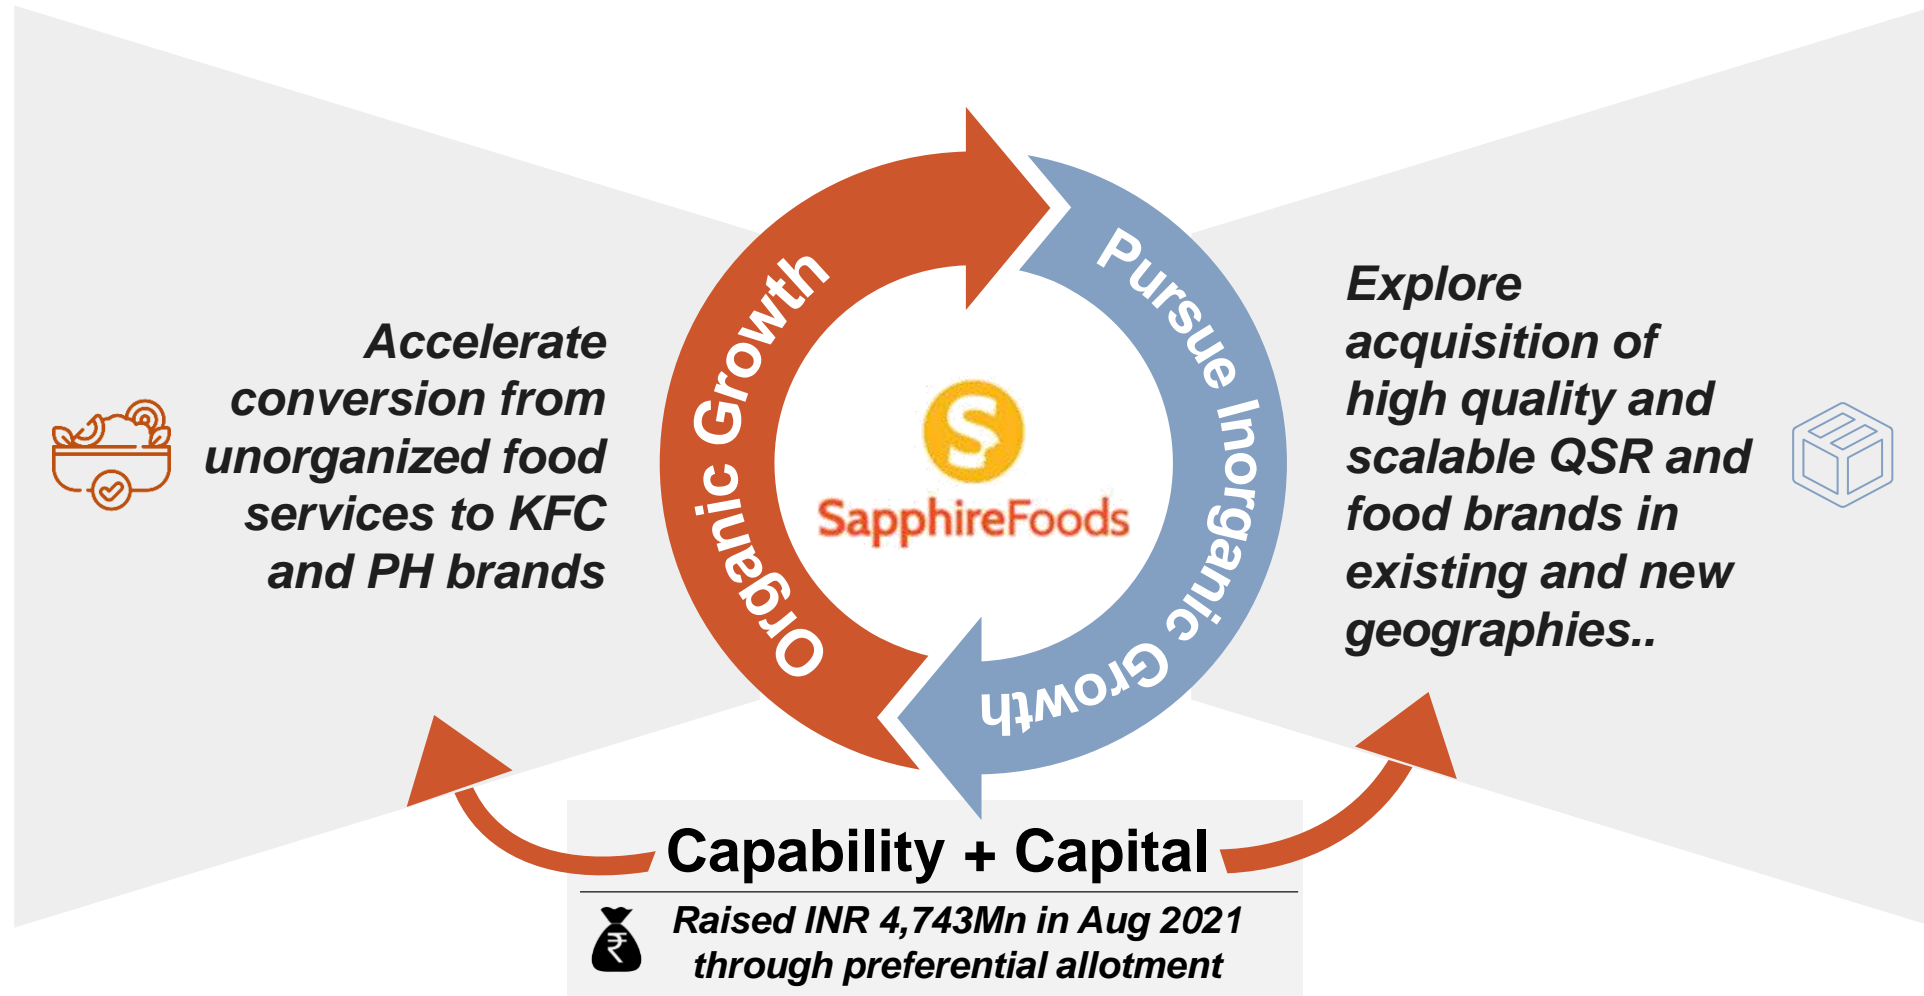 Accelerate
conversion from
unorganized food
services to KFC
and PH brands
Organic Growth
SapphireFoods
Pursue Inorganic Growth
Explore
acquisition of
high quality and
scalable QSR and
food brands in
existing and new
geographies..
Capability + Capital
Raised INR 4,743Mn in Aug 2021
through preferential allotment